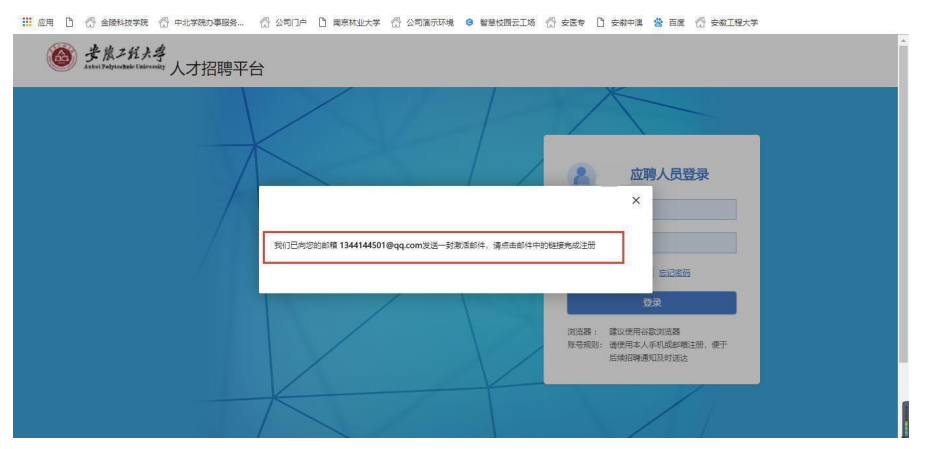 应用 金陵科技学院 中北学院办事服务... 公司门户 南京林业大学 公司演示环境 智慧校园云工场 安医专 安徽中澳 百度 安徽工程大学
安徽工程大学
Anhui Polytechnic University
人才招聘平台
应聘人员登录
×
我们已向您的邮箱 1344144501@qq.com发送一封激活邮件，请点击邮件中的链接完成注册
忘记密码
登录
浏览器： 建议使用谷歌浏览器
账号规则： 请使用本人手机或邮箱注册，便于
后续招聘通知及时送达